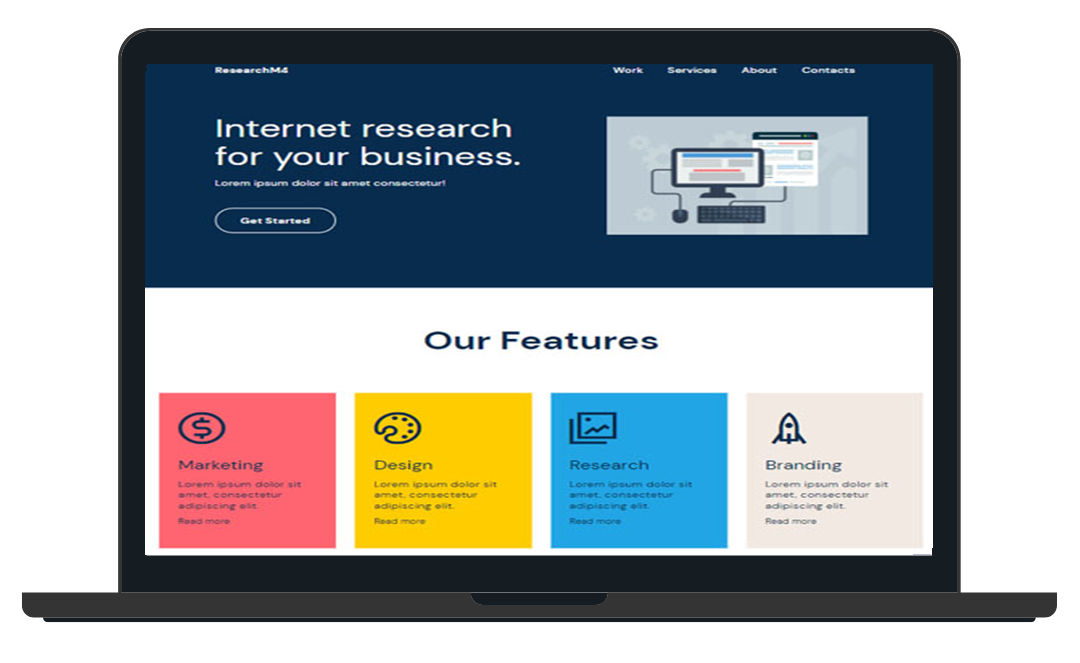 ResearchM4
Work Services About Contacts
Internet research
for your business.
Lorem ipsum dolor sit amet consectetur!
Get Started
Our Features
Marketing
Lorem ipsum dolor sit
amet, consectetur
adipiscing elit.
Read more
Design
Lorem ipsum dolor sit
amet, consectetur
adipiscing elit.
Read more
Research
Lorem ipsum dolor sit
amet, consectetur
adipiscing elit.
Read more
Branding
Lorem ipsum dolor sit
amet, consectetur
adipiscing elit.
Read more